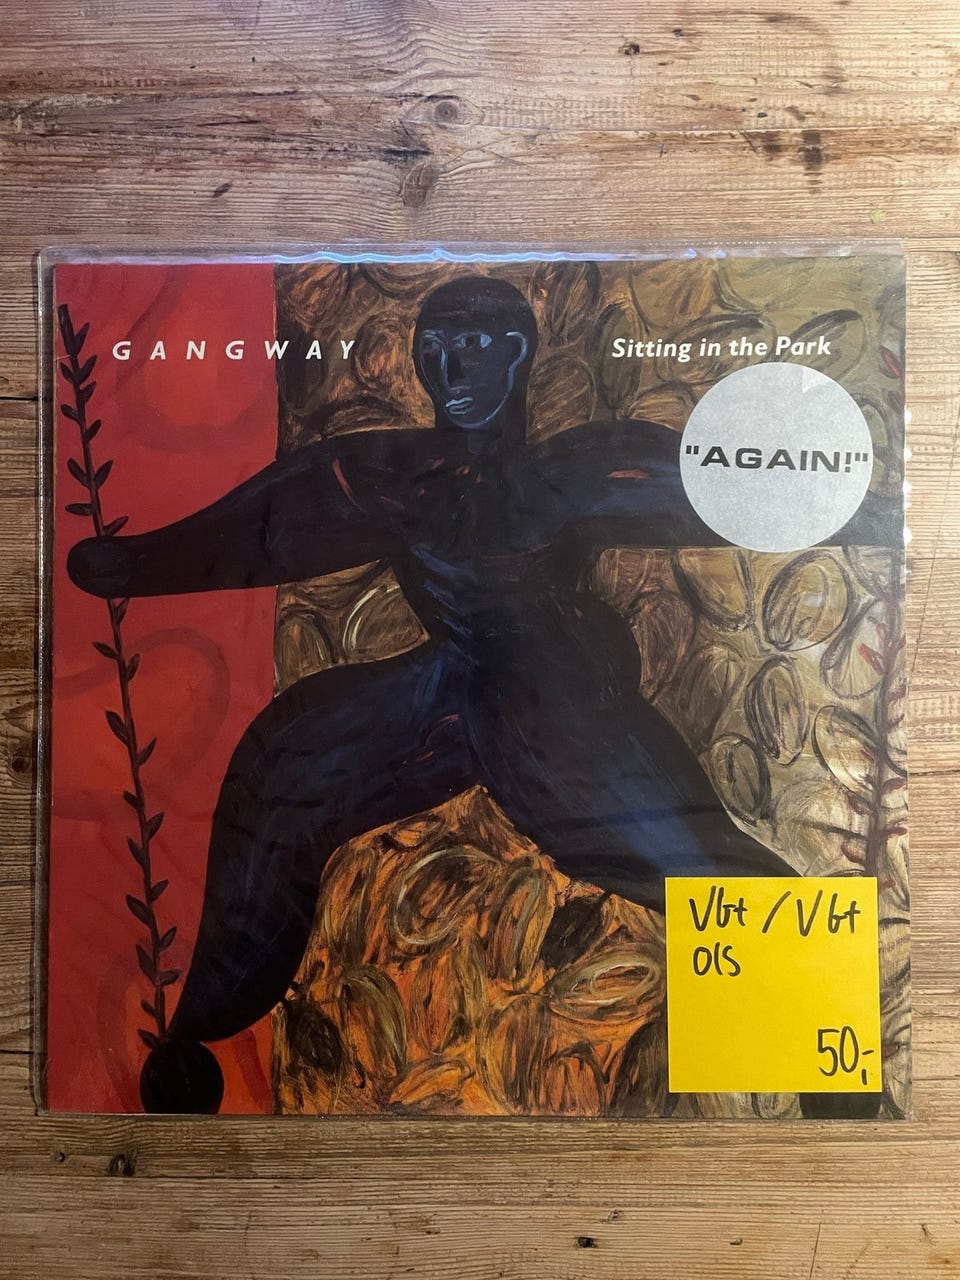 GANGWAY
Sitting in the Park
"AGAIN!"
VG+ / VG+
OIS
50,-